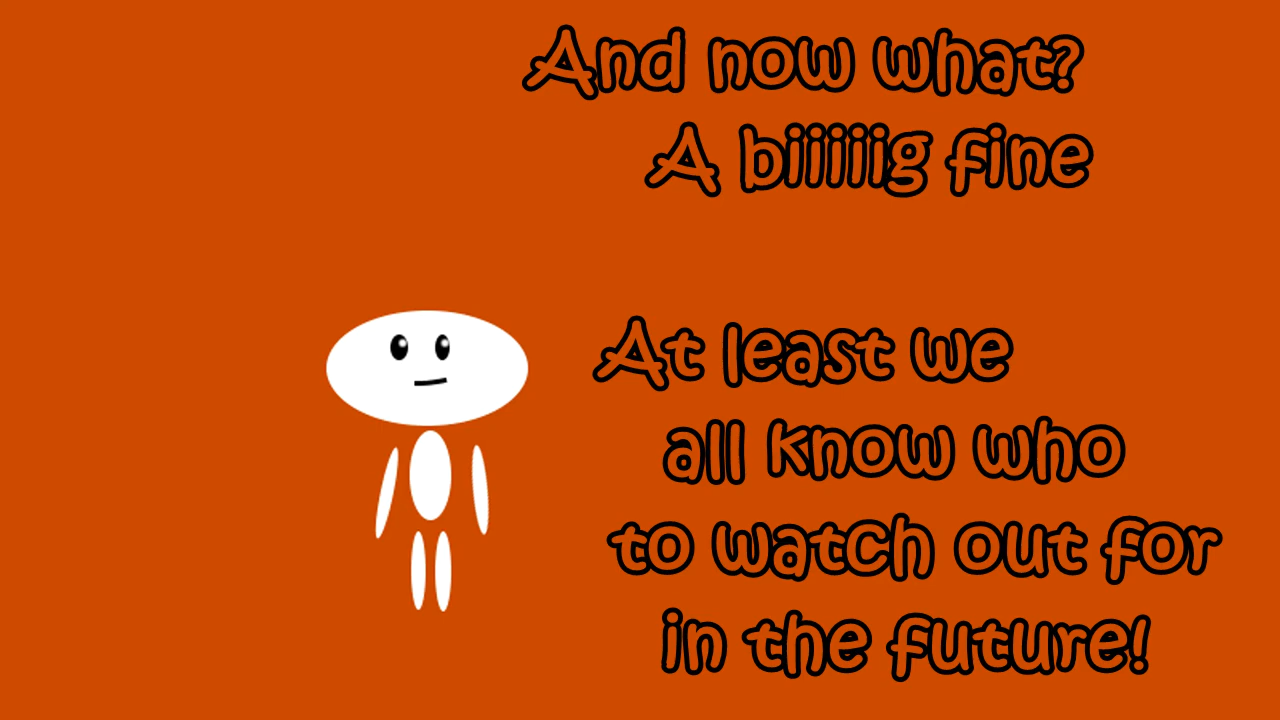 And now what?
A biiiiig fine
At least we
all know who
to watch out for
in the future!